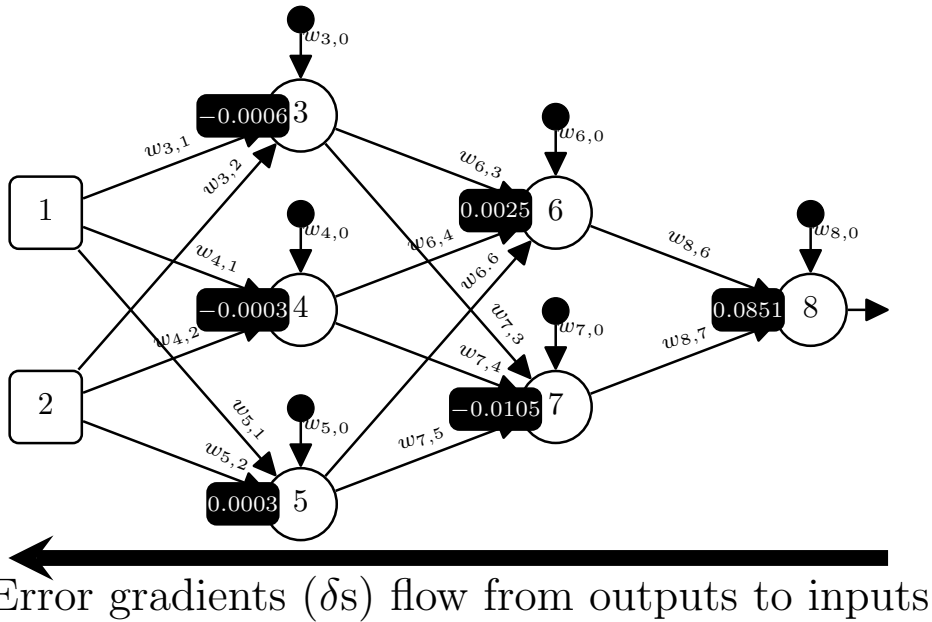 w3,0
−0.0006 3
w6,0
w3,1
w6,3
w3,2
1
0.0025 6
w4,0
w8,0
w6,4
w8,6
w4,1
w6.6
−0.0003 4
0.0851 8
w7,3
w7,0
w4,2
w8,7
w7,4
2
−0.0105 7
w5,1
w5,0
w7,5
w5,2
0.0003 5
Error gradients (δs) flow from outputs to inputs